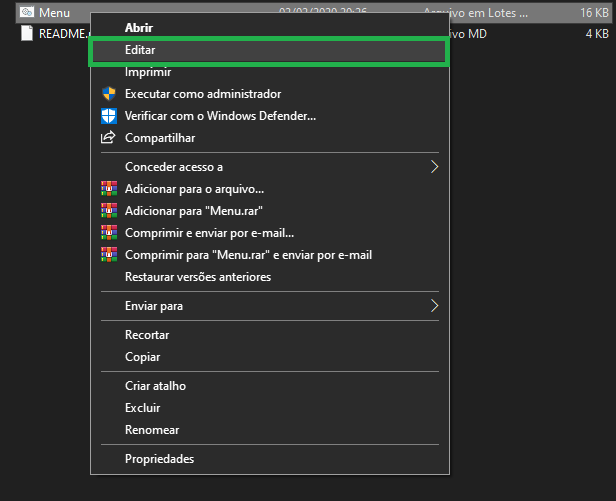 Menu 03/02/2020 20:26 Arquivo em Lotes ... 16 KB
README. vo MD 4 KB
Abrir
Editar
Imprimir
Executar como administrador
Verificar com o Windows Defender...
Compartilhar
Conceder acesso a
Adicionar para o arquivo...
Adicionar para "Menu.rar"
Comprimir e enviar por e-mail...
Comprimir para "Menu.rar" e enviar por e-mail
Restaurar versões anteriores
Enviar para
Recortar
Copiar
Criar atalho
Excluir
Renomear
Propriedades